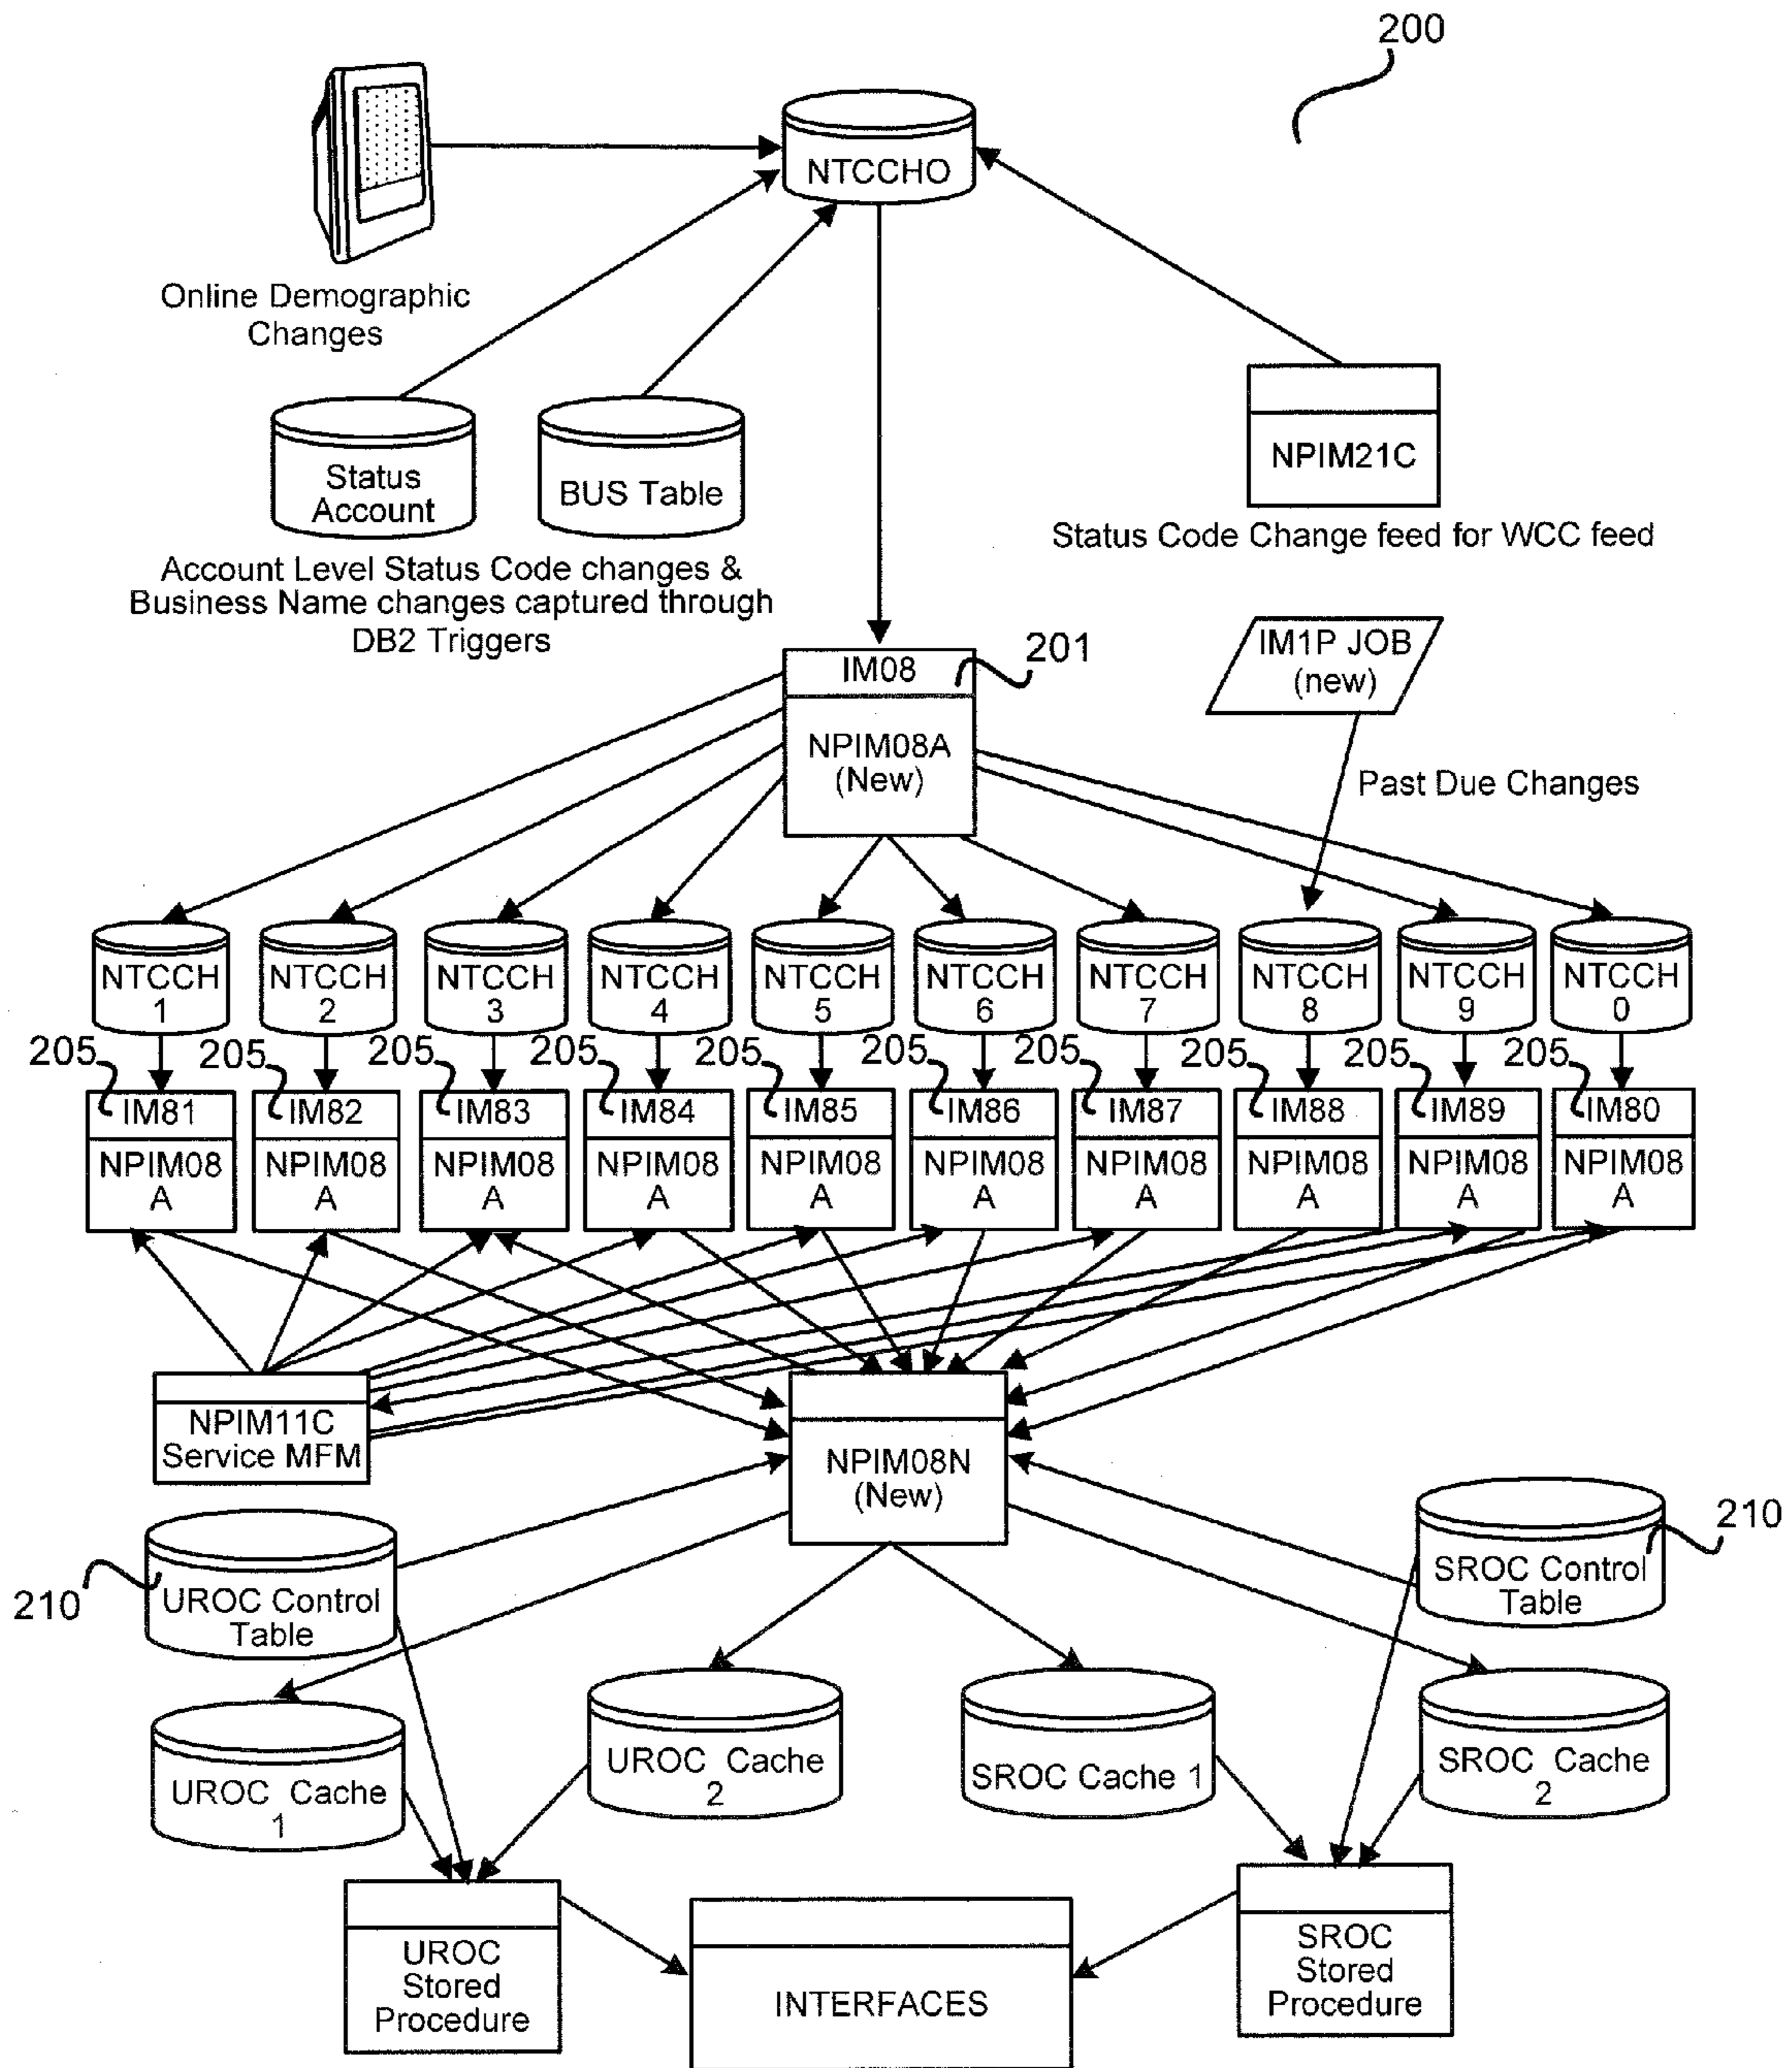 200
NTCCHO
Online Demographic
Changes
Status
Account
BUS Table
NPIM21C
Status Code Change feed for WCC feed
Account Level Status Code changes &
Business Name changes captured through
DB2 Triggers
IM08
201
NPIM08A
(New)
IM1P JOB
(new)
Past Due Changes
NTCCH
1
NTCCH
2
NTCCH
3
NTCCH
4
NTCCH
5
NTCCH
6
NTCCH
7
NTCCH
8
NTCCH
9
NTCCH
0
205
205
205
205
205
205
205
205
205
205
IM81
IM82
IM83
IM84
IM85
IM86
IM87
IM88
IM89
IM80
NPIM08
A
NPIM08
A
NPIM08
A
NPIM08
A
NPIM08
A
NPIM08
A
NPIM08
A
NPIM08
A
NPIM08
A
NPIM08
A
NPIM11C
Service MFM
NPIM08N
(New)
210
UROC Control
Table
SROC Control
Table
210
UROC Cache
1
UROC Cache
2
SROC Cache 1
SROC Cache
2
UROC
Stored
Procedure
INTERFACES
SROC
Stored
Procedure